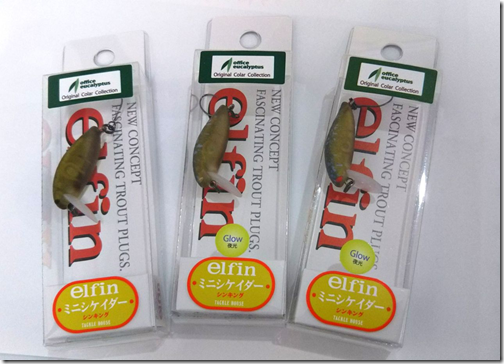 office
eucalyptus
Original Color Collection
NEW CONCEPT
FASCINATING TROUT PLUGS.
elfin
elfin
ミニシケイダー
シンキング
TACKLE HOUSE
office
eucalyptus
Original Color Collection
NEW CONCEPT
FASCINATING TROUT PLUGS.
elfin
Glow
夜光
elfin
ミニシケイダー
シンキング
TACKLE HOUSE
office
eucalyptus
Original Color Collection
NEW CONCEPT
FASCINATING TROUT PLUGS.
elfin
Glow
夜光
elfin
ミニシケイダー
シンキング
TACKLE HOUSE